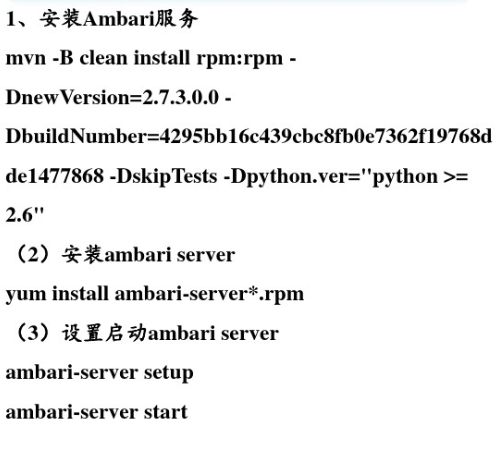 1、安装Ambari服务
mvn -B clean install rpm:rpm -
DnewVersion=2.7.3.0.0 -
DbuildNumber=4295bb16c439cbc8fb0e7362f19768d
de1477868 -DskipTests -Dpython.ver="python >=
2.6"
（2）安装ambari server
yum install ambari-server*.rpm
（3）设置启动ambari server
ambari-server setup
ambari-server start